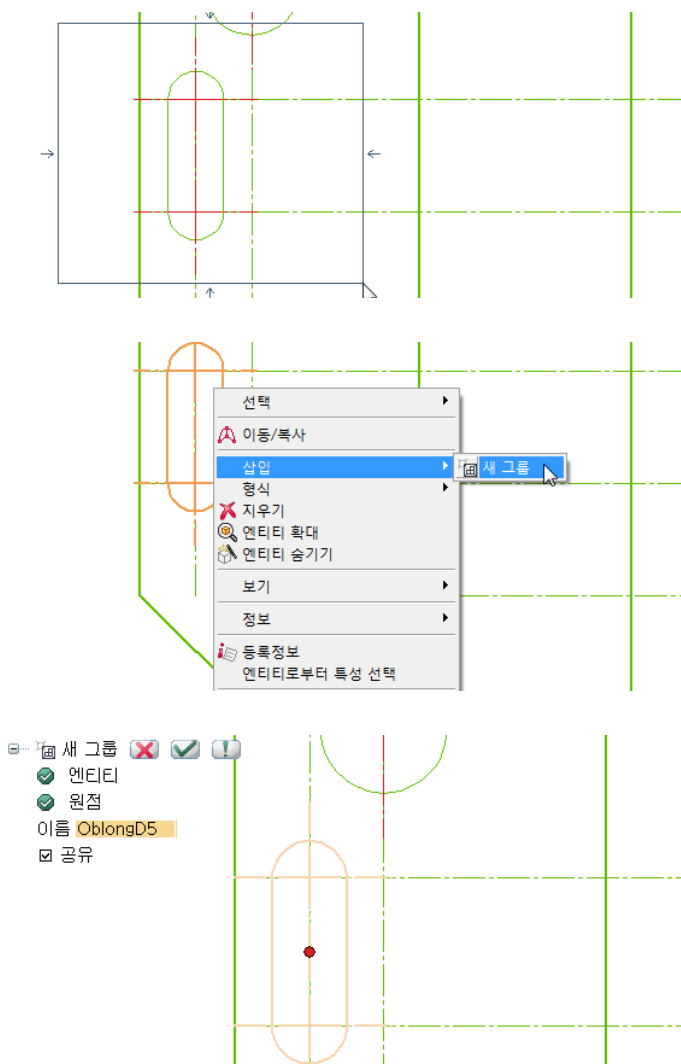 선택
이동/복사
삽입
새 그룹
형식
지우기
엔티티 확대
엔티티 숨기기
보기
정보
등록정보
엔티티로부터 특성 선택
새 그룹
엔티티
원점
이름 OblongD5
공유